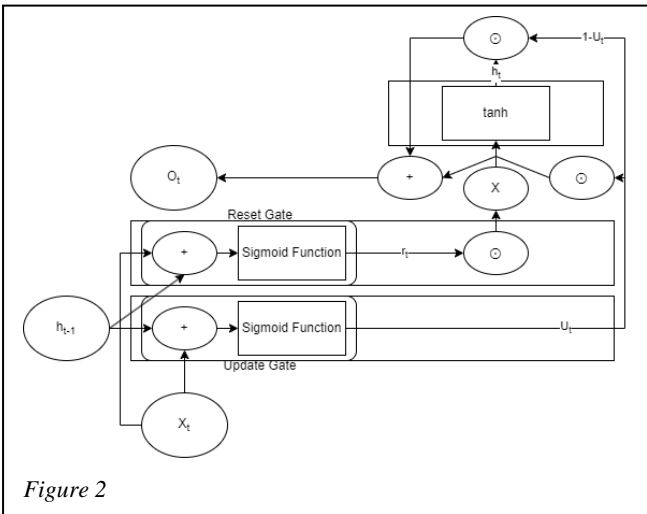 ⊙
1-Uₜ
hₜ
tanh
Oₜ
+
X
⊙
Reset Gate
+
Sigmoid Function
rₜ
⊙
hₜ₋₁
+
Sigmoid Function
Uₜ
Update Gate
Xₜ
Figure 2